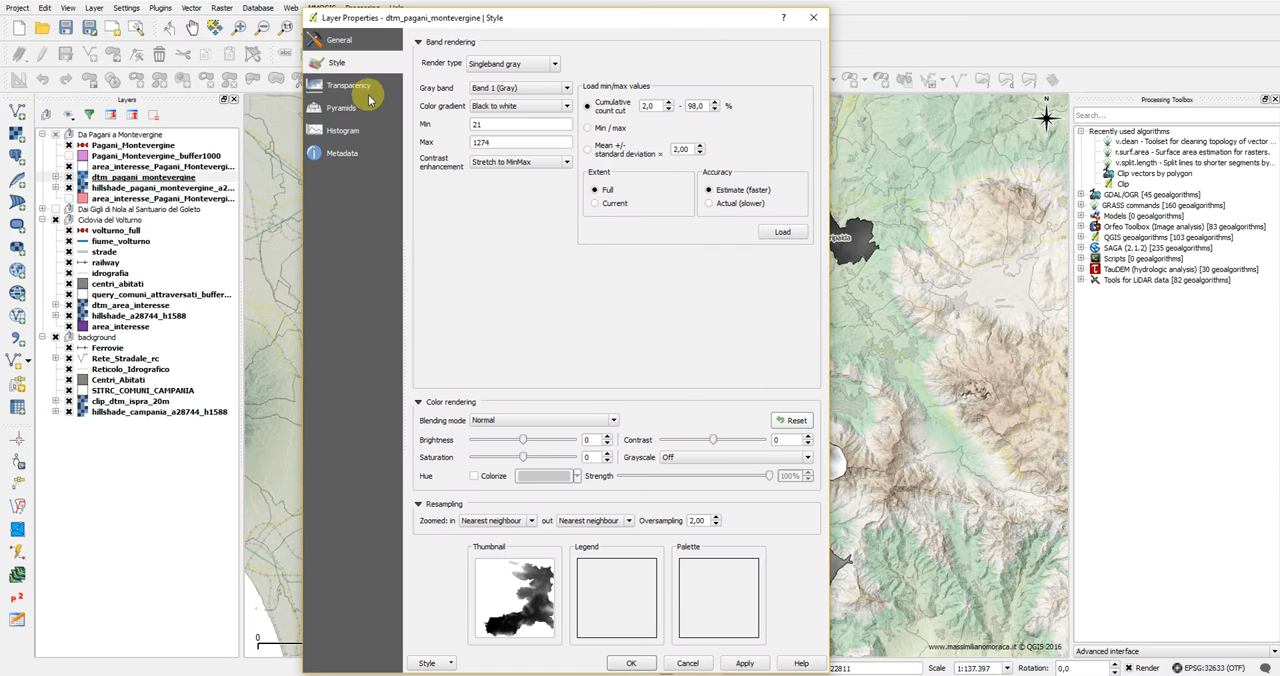 Layer Properties - dtm_pagani_montevergine | Style
? ×
Project Edit View Layer Settings Plugins Vector Raster Database Web
Layers
Da Pagani a Montevergine
Pagani_Montevergine
Pagani_Montevergine_buffer1000
area_interesse_Pagani_Montevergi...
dtm_pagani_montevergine
hillshade_pagani_montevergine_a2...
area_interesse_Pagani_Montevergi...
Dai Gigli di Nola al Santuario del Goleto
Ciclovia del Volturno
volturno_full
fiume_volturno
strade
railway
idrografia
centri_abitati
query_comuni_attraversati_buffer...
dtm_area_interesse
hillshade_a28744_h1588
area_interesse
background
Ferrovie
Rete_Stradale_rc
Reticolo_Idrografico
Centri_Abitati
SITRC_COMUNI_CAMPANIA
clip_dtm_ispra_20m
hillshade_campania_a28744_h1588
General
Style
Transparency
Pyramids
Histogram
Metadata
Band rendering
Render type Singleband gray
Gray band Band 1 (Gray)
Color gradient Black to white
Min 21
Max 1274
Contrast enhancement Stretch to MinMax
Load min/max values
Cumulative count cut 2,0 - 98,0 %
Min / max
Mean +/- standard deviation × 2,00
Extent
Full
Current
Accuracy
Estimate (faster)
Actual (slower)
Load
Color rendering
Blending mode Normal Reset
Brightness 0 Contrast 0
Saturation 0 Grayscale Off
Hue Colorize Strength 100%
Resampling
Zoomed: in Nearest neighbour out Nearest neighbour Oversampling 2,00
Thumbnail Legend Palette
Style OK Cancel Apply Help
N
0
www.massimilianomoraca.it © QGIS 2016
Processing Toolbox
Search...
Recently used algorithms
v.clean - Toolset for cleaning topology of vector ...
r.surf.area - Surface area estimation for rasters.
v.split.length - Split lines to shorter segments by...
Clip vectors by polygon
Clip
GDAL/OGR [45 geoalgorithms]
GRASS commands [160 geoalgorithms]
Models [0 geoalgorithms]
Orfeo Toolbox (Image analysis) [83 geoalgorithms]
QGIS geoalgorithms [103 geoalgorithms]
SAGA (2.1.2) [235 geoalgorithms]
Scripts [0 geoalgorithms]
TauDEM (hydrologic analysis) [30 geoalgorithms]
Tools for LiDAR data [82 geoalgorithms]
Advanced interface
22811 Scale 1:137.397 Rotation: 0,0 Render EPSG:32633 (OTF)